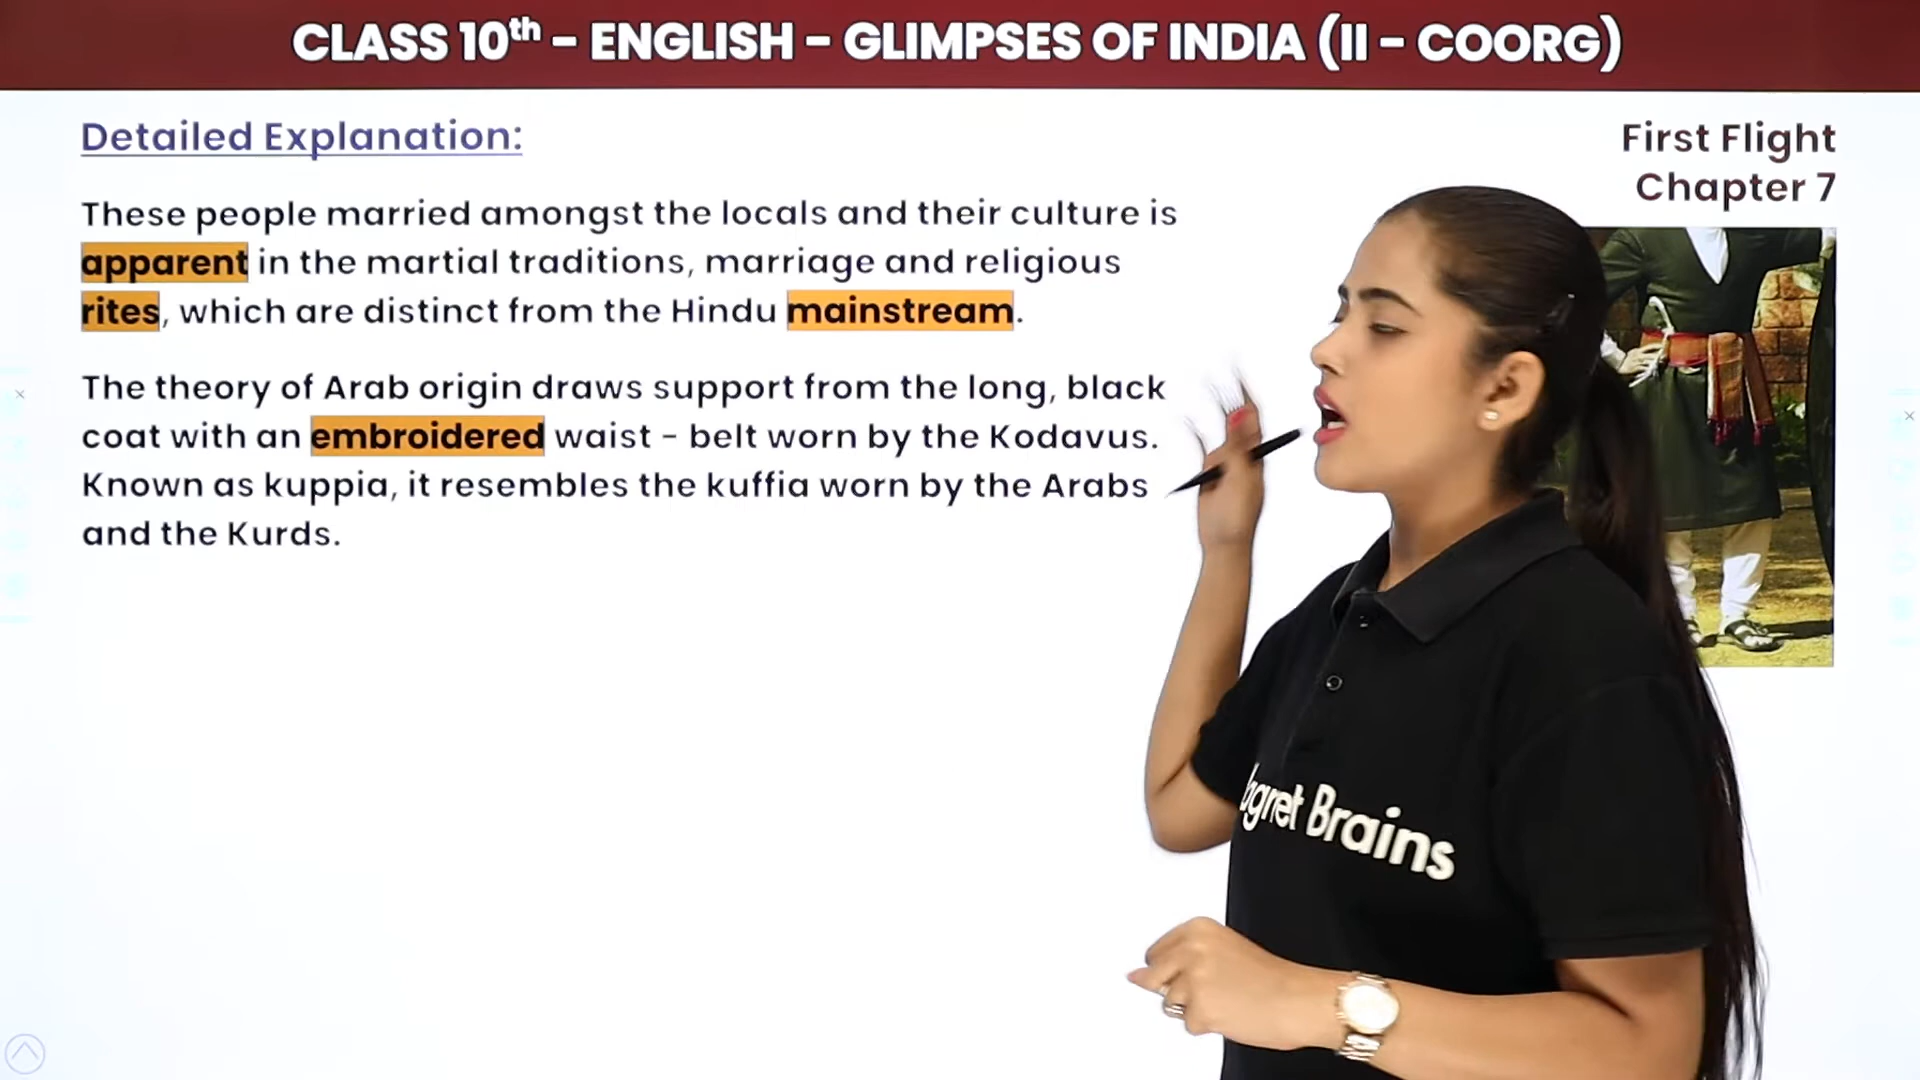 CLASS 10th – ENGLISH – GLIMPSES OF INDIA (II – COORG)
Detailed Explanation:
First Flight
Chapter 7
These people married amongst the locals and their culture is
apparent in the martial traditions, marriage and religious
rites, which are distinct from the Hindu mainstream.
The theory of Arab origin draws support from the long, black
coat with an embroidered waist – belt worn by the Kodavus.
Known as kuppia, it resembles the kuffia worn by the Arabs
and the Kurds.
Brains